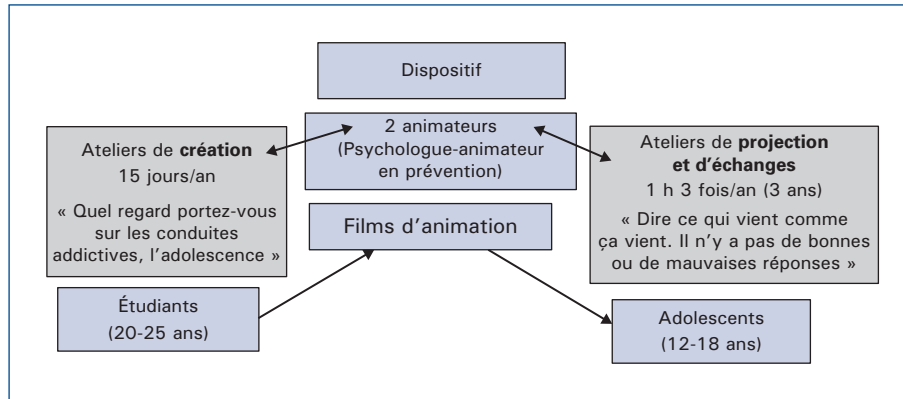 Dispositif
2 animateurs
(Psychologue-animateur
en prévention)
Ateliers de création
15 jours/an
« Quel regard portez-vous
sur les conduites
addictives, l'adolescence »
Ateliers de projection
et d'échanges
1 h 3 fois/an (3 ans)
« Dire ce qui vient comme
ça vient. Il n'y a pas de bonnes
ou de mauvaises réponses »
Films d'animation
Étudiants
(20-25 ans)
Adolescents
(12-18 ans)